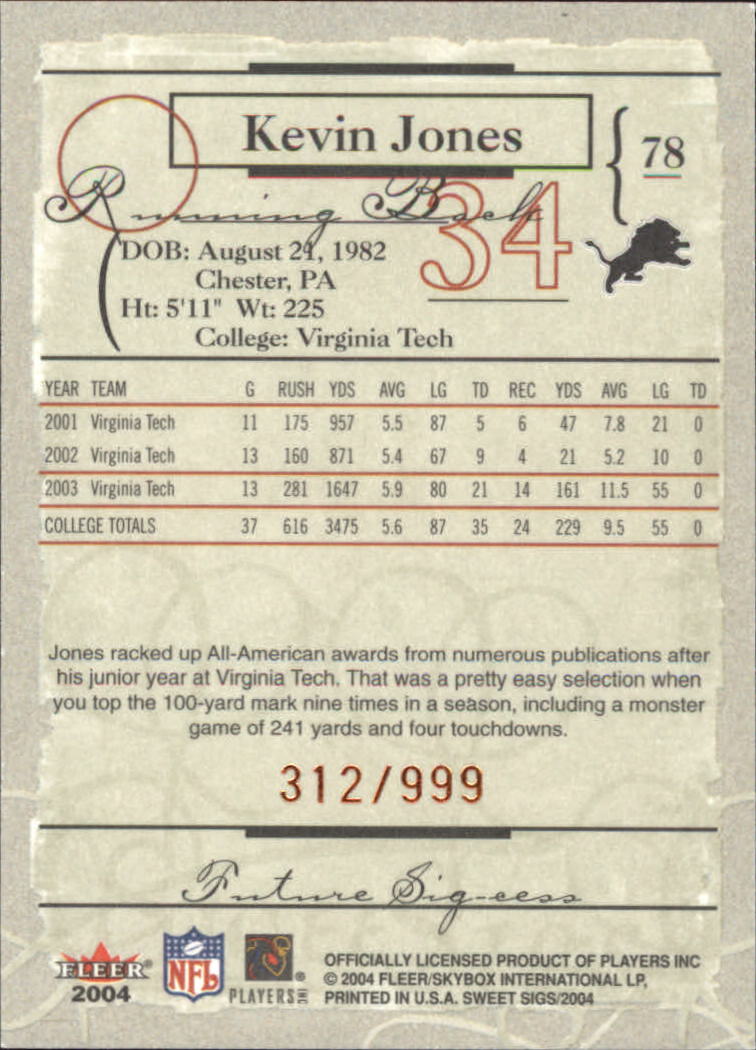 Kevin Jones
78
Running Back
34
DOB: August 21, 1982
Chester, PA
Ht: 5'11" Wt: 225
College: Virginia Tech
YEAR TEAM G RUSH YDS AVG LG TD REC YDS AVG LG TD
2001 Virginia Tech 11 175 957 5.5 87 5 6 47 7.8 21 0
2002 Virginia Tech 13 160 871 5.4 67 9 4 21 5.2 10 0
2003 Virginia Tech 13 281 1647 5.9 80 21 14 161 11.5 55 0
COLLEGE TOTALS 37 616 3475 5.6 87 35 24 229 9.5 55 0
Jones racked up All-American awards from numerous publications after
his junior year at Virginia Tech. That was a pretty easy selection when
you top the 100-yard mark nine times in a season, including a monster
game of 241 yards and four touchdowns.
312/999
Future Sig-cess
FLEER®
2004
NFL
PLAYERS INC
®
OFFICIALLY LICENSED PRODUCT OF PLAYERS INC
© 2004 FLEER/SKYBOX INTERNATIONAL LP,
PRINTED IN U.S.A. SWEET SIGS/2004